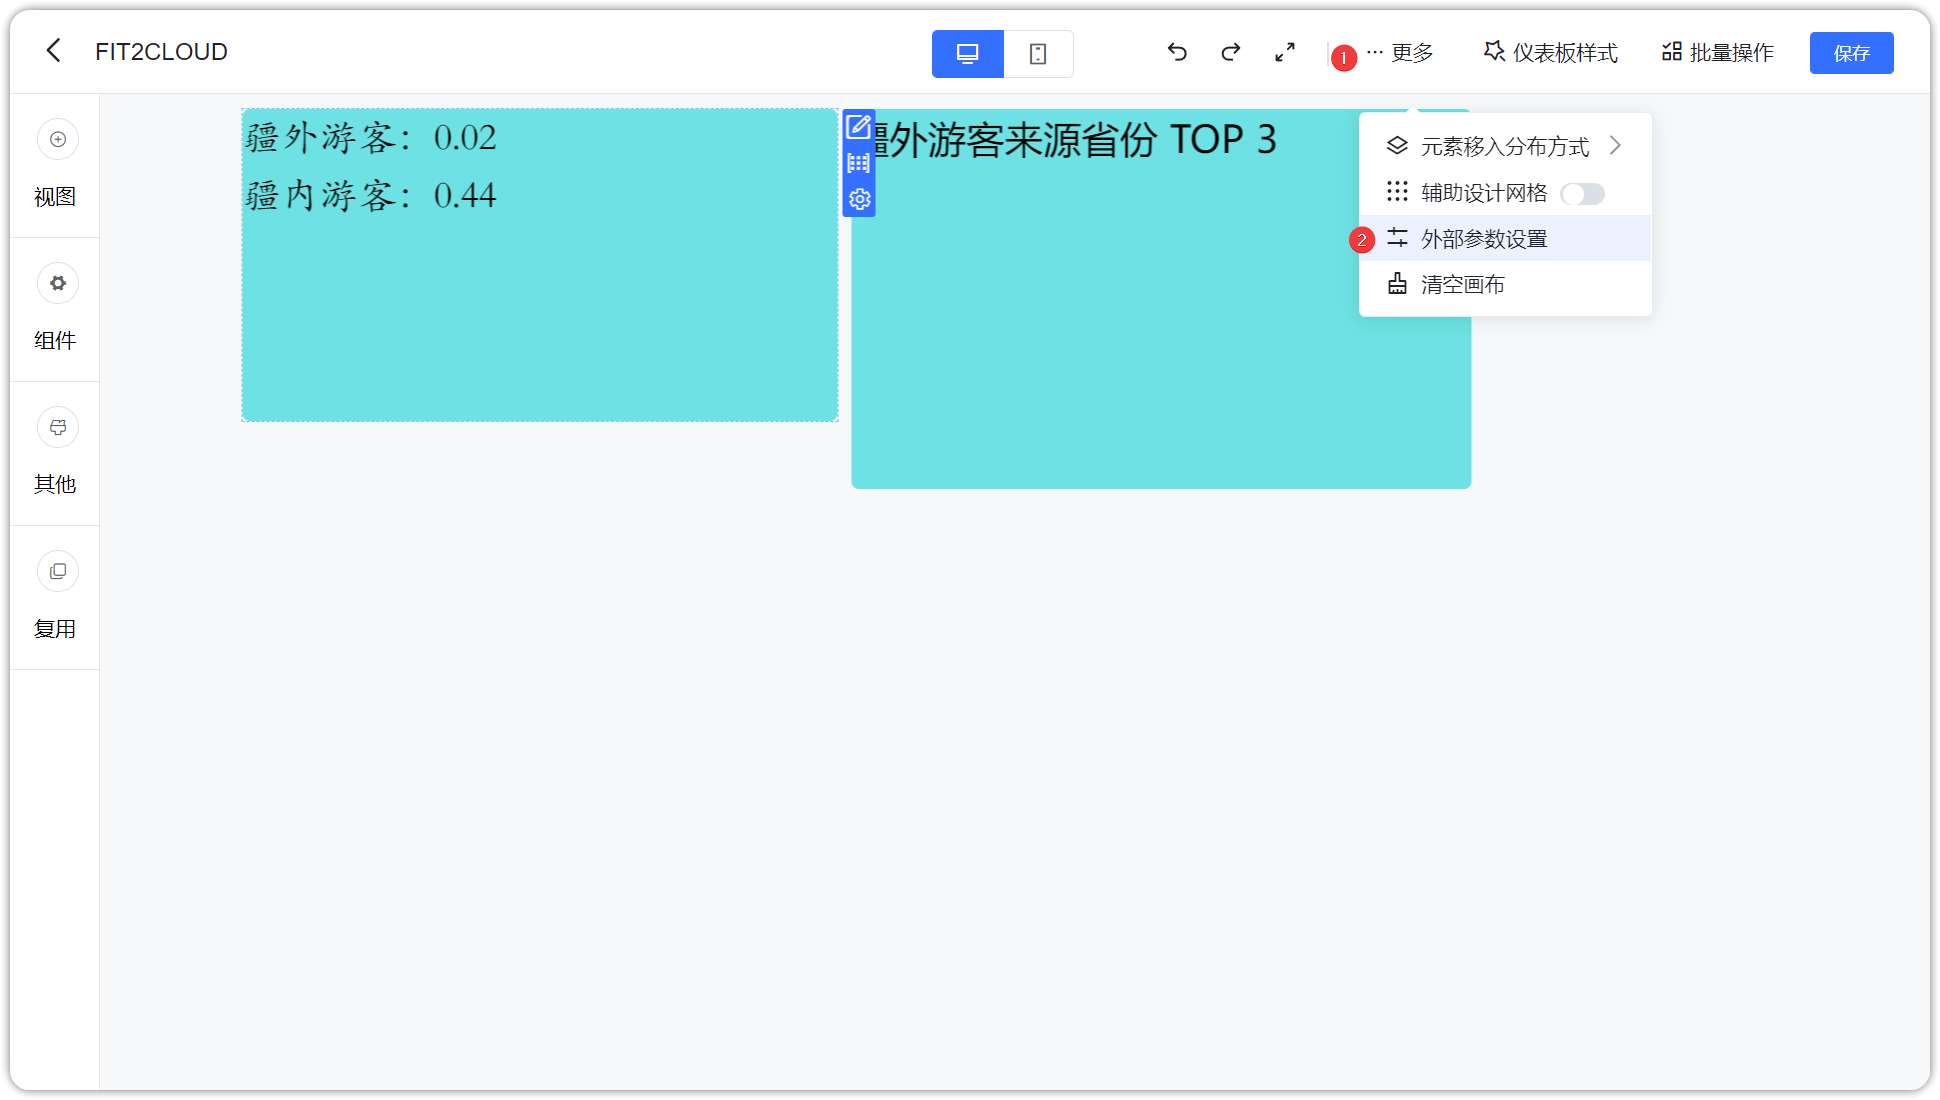 FIT2CLOUD
1
更多
仪表板样式
批量操作
保存
视图
组件
其他
复用
疆外游客：0.02
疆内游客：0.44
疆外游客来源省份 TOP 3
元素移入分布方式
辅助设计网格
2
外部参数设置
清空画布